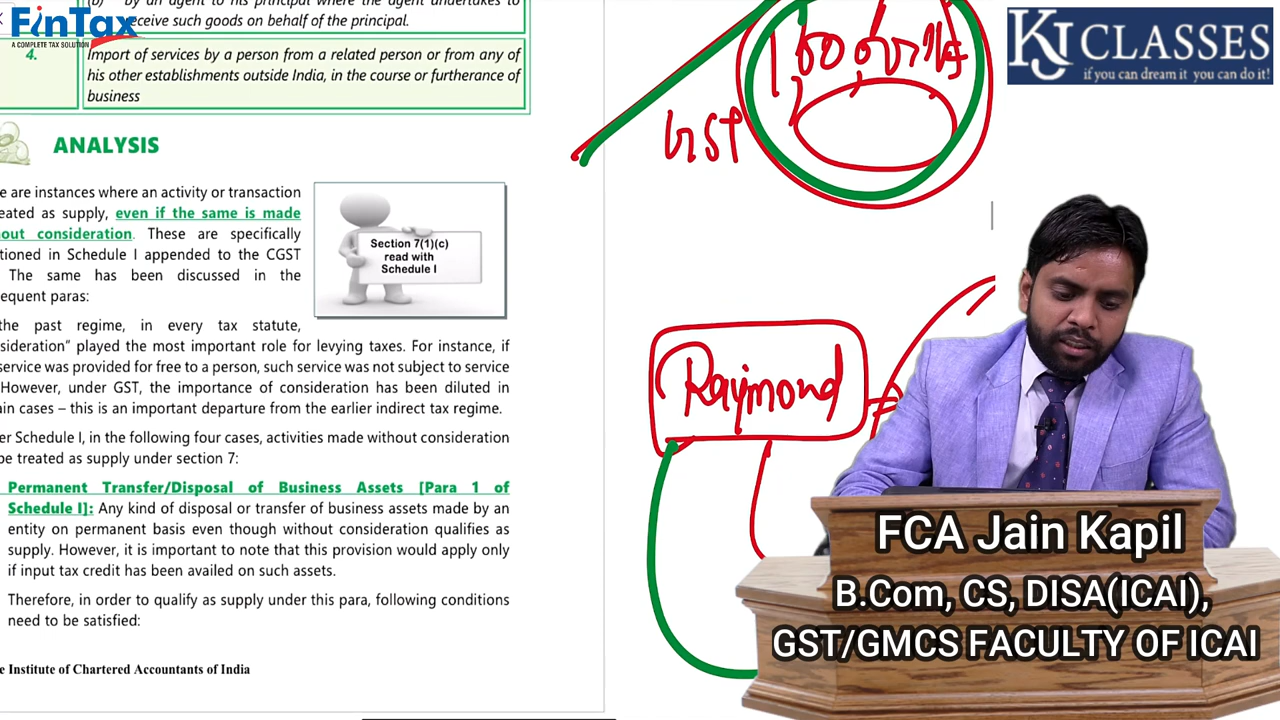 FinTax
A COMPLETE TAX SOLUTION
(b) by an agent to his principal where the agent undertakes to
receive such goods on behalf of the principal.
4. Import of services by a person from a related person or from any of
his other establishments outside India, in the course or furtherance of
business
ANALYSIS
e are instances where an activity or transaction
eated as supply, even if the same is made
out consideration. These are specifically
tioned in Schedule I appended to the CGST
The same has been discussed in the
equent paras:
Section 7(1)(c)
read with
Schedule I
the past regime, in every tax statute,
sideration" played the most important role for levying taxes. For instance, if
service was provided for free to a person, such service was not subject to service
However, under GST, the importance of consideration has been diluted in
ain cases – this is an important departure from the earlier indirect tax regime.
er Schedule I, in the following four cases, activities made without consideration
be treated as supply under section 7:
Permanent Transfer/Disposal of Business Assets [Para 1 of
Schedule I]: Any kind of disposal or transfer of business assets made by an
entity on permanent basis even though without consideration qualifies as
supply. However, it is important to note that this provision would apply only
if input tax credit has been availed on such assets.
Therefore, in order to qualify as supply under this para, following conditions
need to be satisfied:
e Institute of Chartered Accountants of India
GST
Raymond
KJ CLASSES
if you can dream it you can do it!
FCA Jain Kapil
B.Com, CS, DISA(ICAI),
GST/GMCS FACULTY OF ICAI